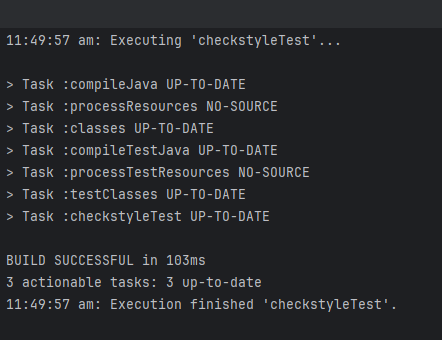 11:49:57 am: Executing 'checkstyleTest'...
> Task :compileJava UP-TO-DATE
> Task :processResources NO-SOURCE
> Task :classes UP-TO-DATE
> Task :compileTestJava UP-TO-DATE
> Task :processTestResources NO-SOURCE
> Task :testClasses UP-TO-DATE
> Task :checkstyleTest UP-TO-DATE
BUILD SUCCESSFUL in 103ms
3 actionable tasks: 3 up-to-date
11:49:57 am: Execution finished 'checkstyleTest'.